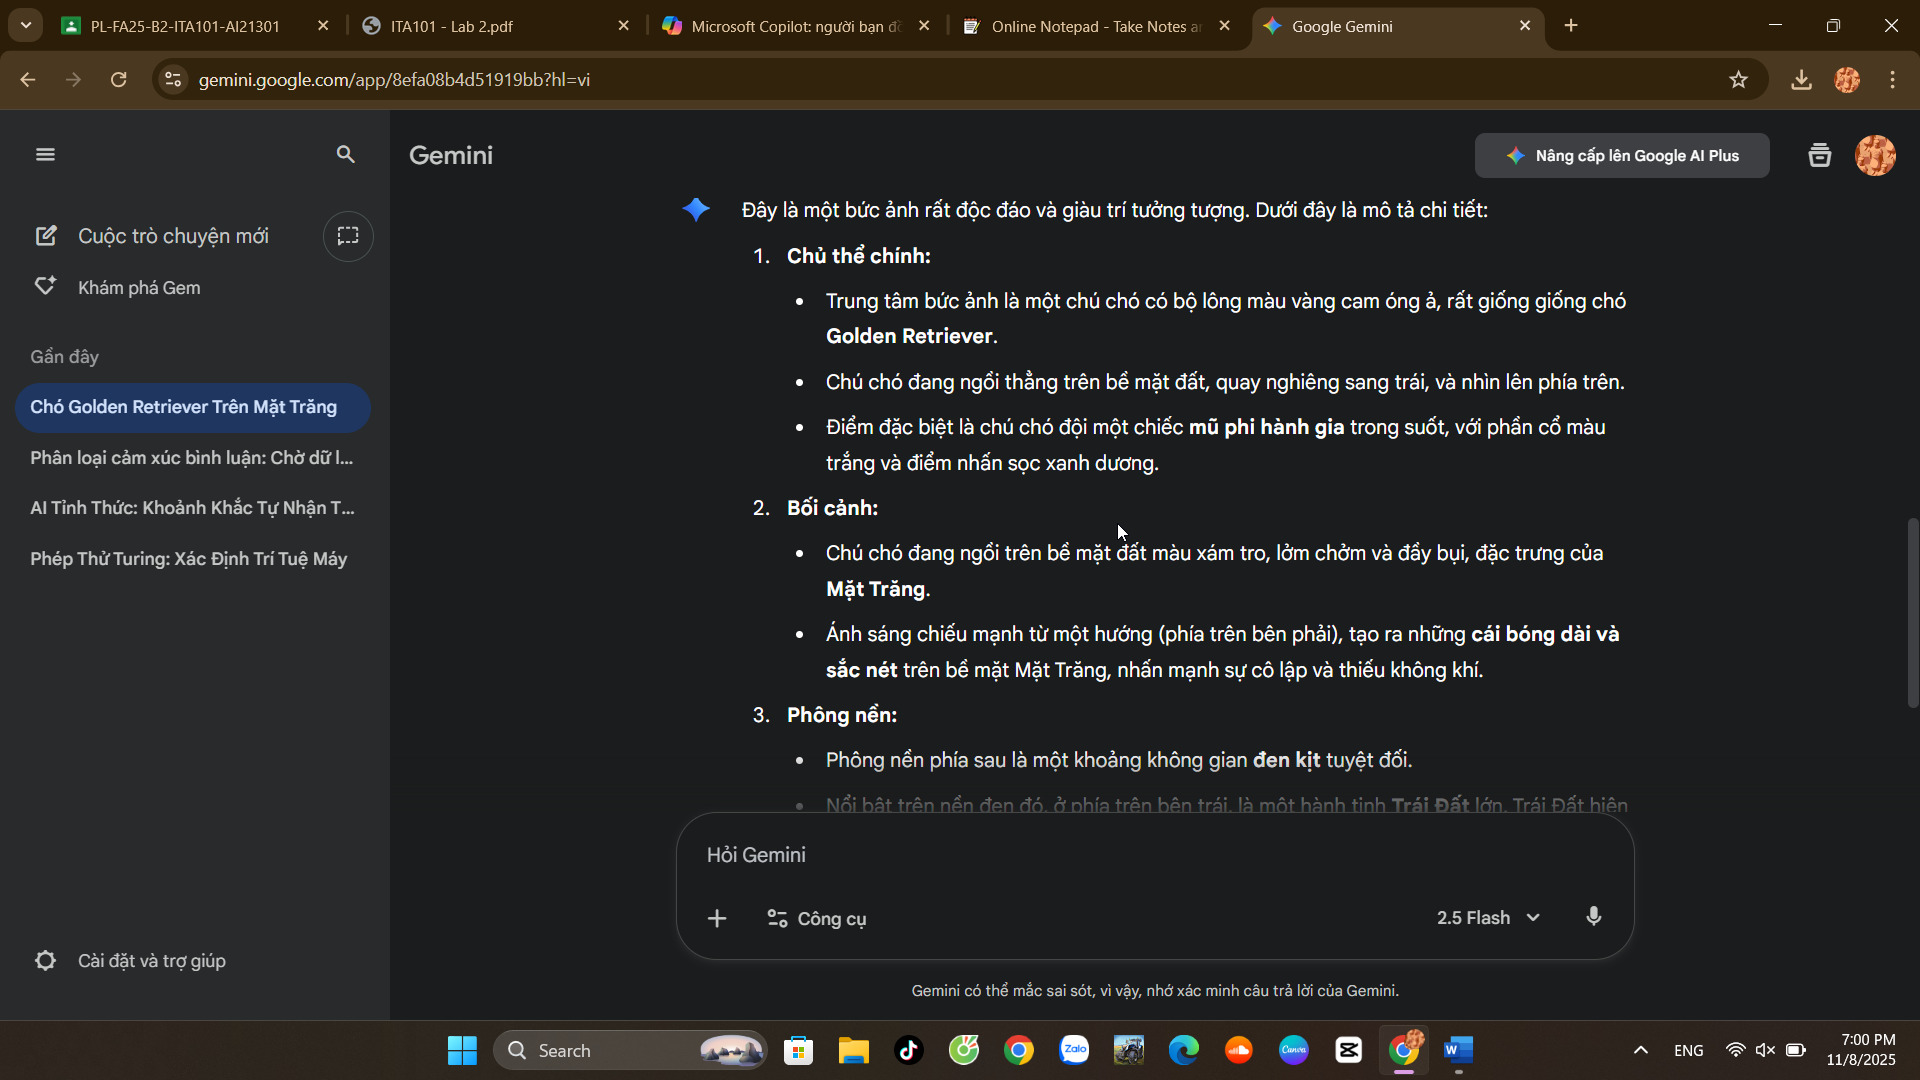 PL-FA25-B2-ITA101-AI21301
ITA101 - Lab 2.pdf
Microsoft Copilot: người bạn đồ
Online Notepad - Take Notes an
Google Gemini
gemini.google.com/app/8efa08b4d51919bb?hl=vi
Gemini
Nâng cấp lên Google AI Plus
Cuộc trò chuyện mới
Khám phá Gem
Gần đây
Chó Golden Retriever Trên Mặt Trăng
Phân loại cảm xúc bình luận: Chờ dữ l...
AI Tỉnh Thức: Khoảnh Khắc Tự Nhận T...
Phép Thử Turing: Xác Định Trí Tuệ Máy
Cài đặt và trợ giúp
Đây là một bức ảnh rất độc đáo và giàu trí tưởng tượng. Dưới đây là mô tả chi tiết:
1. Chủ thể chính:
• Trung tâm bức ảnh là một chú chó có bộ lông màu vàng cam óng ả, rất giống giống chó
Golden Retriever.
• Chú chó đang ngồi thẳng trên bề mặt đất, quay nghiêng sang trái, và nhìn lên phía trên.
• Điểm đặc biệt là chú chó đội một chiếc mũ phi hành gia trong suốt, với phần cổ màu
trắng và điểm nhấn sọc xanh dương.
2. Bối cảnh:
• Chú chó đang ngồi trên bề mặt đất màu xám tro, lởm chởm và đầy bụi, đặc trưng của
Mặt Trăng.
• Ánh sáng chiếu mạnh từ một hướng (phía trên bên phải), tạo ra những cái bóng dài và
sắc nét trên bề mặt Mặt Trăng, nhấn mạnh sự cô lập và thiếu không khí.
3. Phông nền:
• Phông nền phía sau là một khoảng không gian đen kịt tuyệt đối.
• Nổi bật trên nền đen đó, ở phía trên bên trái, là một hành tinh Trái Đất lớn. Trái Đất hiện
Hỏi Gemini
Công cụ
2.5 Flash
Gemini có thể mắc sai sót, vì vậy, nhớ xác minh câu trả lời của Gemini.
Search
Zalo
Canva
W
ENG
7:00 PM
11/8/2025